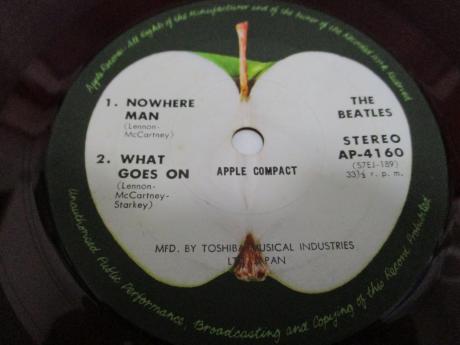 Apple Records. All Rights of the Manufacturer and of the Owner of the Recorded Work Reserved
1. NOWHERE
MAN
(Lennon-
McCartney)
2. WHAT
GOES ON
(Lennon-
McCartney-
Starkey)
THE
BEATLES
STEREO
AP-4160
(S7EJ-189)
33⅓ r. p. m.
APPLE COMPACT
MFD. BY TOSHIBA MUSICAL INDUSTRIES
LTD. JAPAN
Unauthorised Public Performance, Broadcasting and Copying of this Record Prohibited